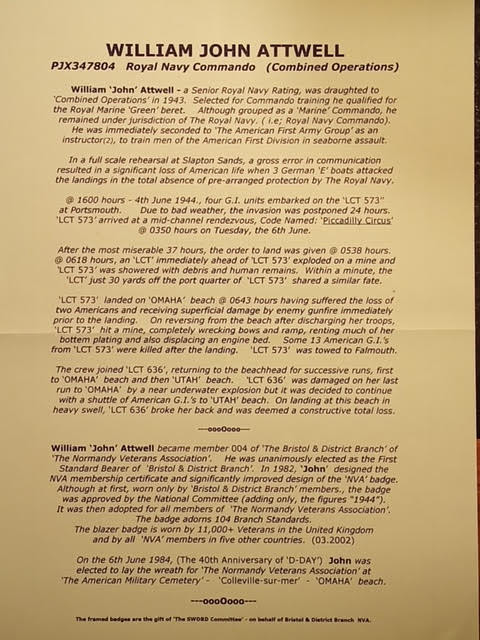 WILLIAM JOHN ATTWELL
PJX347804 Royal Navy Commando (Combined Operations)
William 'John' Attwell - a Senior Royal Navy Rating, was draughted to
'Combined Operations' in 1943. Selected for Commando training he qualified for
the Royal Marine 'Green' beret. Although grouped as a 'Marine' Commando, he
remained under jurisdiction of The Royal Navy. ( i.e; Royal Navy Commando).
He was immediately seconded to 'The American First Army Group' as an
instructor(2), to train men of the American First Division in seaborne assault.
In a full scale rehearsal at Slapton Sands, a gross error in communication
resulted in a significant loss of American life when 3 German 'E' boats attacked
the landings in the total absence of pre-arranged protection by The Royal Navy.
@ 1600 hours - 4th June 1944., four G.I. units embarked on the 'LCT 573"
at Portsmouth. Due to bad weather, the invasion was postponed 24 hours.
'LCT 573' arrived at a mid-channel rendezvous, Code Named: 'Piccadilly Circus'
@ 0350 hours on Tuesday, the 6th June.
After the most miserable 37 hours, the order to land was given @ 0538 hours.
@ 0618 hours, an 'LCT' immediately ahead of 'LCT 573' exploded on a mine and
'LCT 573' was showered with debris and human remains. Within a minute, the
'LCT' just 30 yards off the port quarter of 'LCT 573' shared a similar fate.
'LCT 573' landed on 'OMAHA' beach @ 0643 hours having suffered the loss of
two Americans and receiving superficial damage by enemy gunfire immediately
prior to the landing. On reversing from the beach after discharging her troops,
'LCT 573' hit a mine, completely wrecking bows and ramp, renting much of her
bottem plating and also displacing an engine bed. Some 13 American G.I.'s
from 'LCT 573' were killed after the landing. 'LCT 573' was towed to Falmouth.
The crew joined 'LCT 636', returning to the beachhead for successive runs, first
to 'OMAHA' beach and then 'UTAH' beach. 'LCT 636' was damaged on her last
run to 'OMAHA' by a near underwater explosion but it was decided to continue
with a shuttle of American G.I.'s to 'UTAH' beach. On landing at this beach in
heavy swell, 'LCT 636' broke her back and was deemed a constructive total loss.
---oooOooo---
William 'John' Attwell became member 004 of 'The Bristol & District Branch' of
'The Normandy Veterans Association'. He was unanimously elected as the First
Standard Bearer of 'Bristol & District Branch'. In 1982, 'John' designed the
NVA membership certificate and significantly improved design of the 'NVA' badge.
Although at first, worn only by 'Bristol & District Branch' members., the badge
was approved by the National Committee (adding only, the figures "1944").
It was then adopted for all members of 'The Normandy Veterans Association'.
The badge adorns 104 Branch Standards.
The blazer badge is worn by 11,000+ Veterans in the United Kingdom
and by all 'NVA' members in five other countries. (03.2002)
On the 6th June 1984, (The 40th Anniversary of 'D-DAY') John was
elected to lay the wreath for 'The Normandy Veterans Association' at
'The American Military Cemetery' - 'Colleville-sur-mer' - 'OMAHA' beach.
---oooOooo---
The framed badges are the gift of 'The SWORD Committee' - on behalf of Bristol & District Branch NVA.